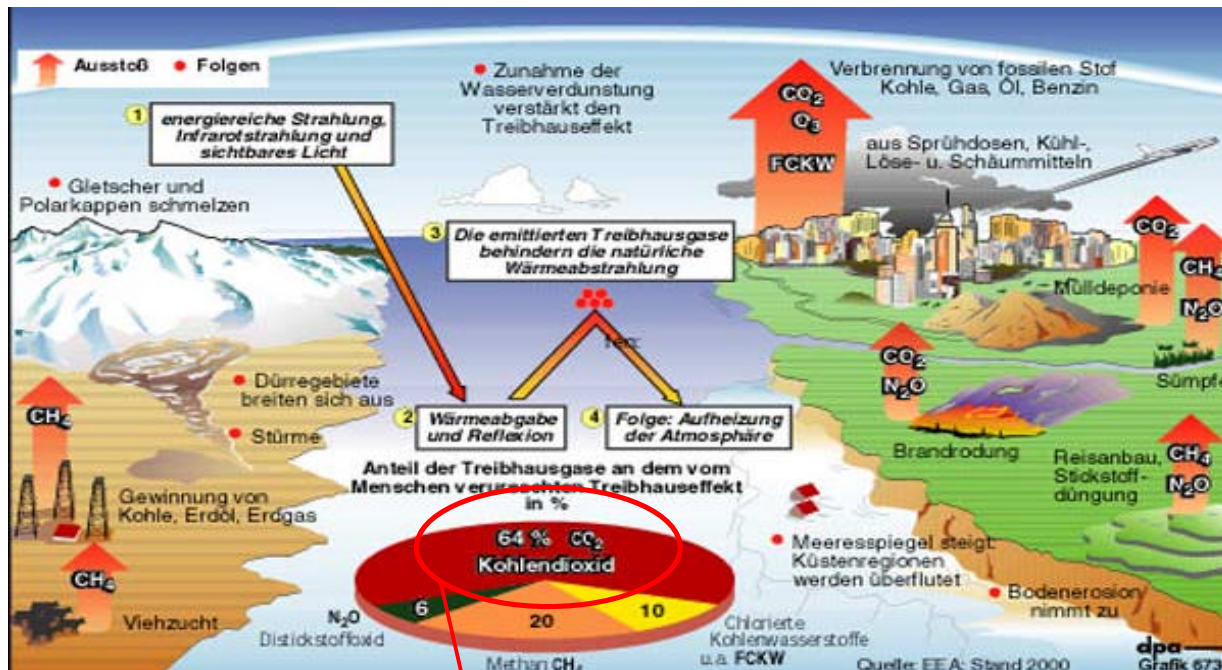 Ausstoß
Folgen
1
energiereiche Strahlung,
Infrarotstrahlung und
sichtbares Licht
Zunahme der
Wasserverdunstung
verstärkt den
Treibhauseffekt
CO₂
O₃
FCKW
Verbrennung von fossilen Stof
Kohle, Gas, Öl, Benzin
aus Sprühdosen, Kühl-,
Löse- u. Schäummitteln
Gletscher und
Polarkappen schmelzen
3
Die emittierten Treibhausgase
behindern die natürliche
Wärmeabstrahlung
CO₂
CH₄
N₂O
Mülldeponie
Sümpfe
CH₄
Dürregebiete
breiten sich aus
Stürme
2
Wärmeabgabe
und Reflexion
4
Folge: Aufheizung
der Atmosphäre
CO₂
N₂O
Brandrodung
CH₄
N₂O
Reisanbau,
Stickstoff-
düngung
Gewinnung von
Kohle, Erdöl, Erdgas
CH₄
Viehzucht
Anteil der Treibhausgase an dem vom
Menschen verursachten Treibhauseffekt
in %
64 % CO₂
Kohlendioxid
6
20
10
N₂O
Distickstoffoxid
Methan CH₄
Chlorierte
Kohlenwasserstoffe
u.a. FCKW
Meeresspiegel steigt:
Küstenregionen
werden überflutet
Bodenerosion
nimmt zu
Quelle: EEA: Stand 2000
dpa
Grafik 673